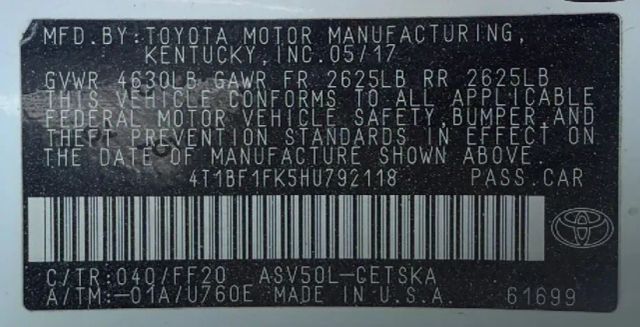 MFD.BY:TOYOTA MOTOR MANUFACTURING,
KENTUCKY,INC.05/17
GVWR 4630LB GAWR FR 2625LB RR 2625LB
THIS VEHICLE CONFORMS TO ALL APPLICABLE
FEDERAL MOTOR VEHICLE SAFETY,BUMPER,AND
THEFT PREVENTION STANDARDS IN EFFECT ON
THE DATE OF MANUFACTURE SHOWN ABOVE.
4T1BF1FK5HU792118 PASS.CAR
C/TR:040/FF20 ASV50L-CETSKA
A/TM:-01A/U760E MADE IN U.S.A. 61699